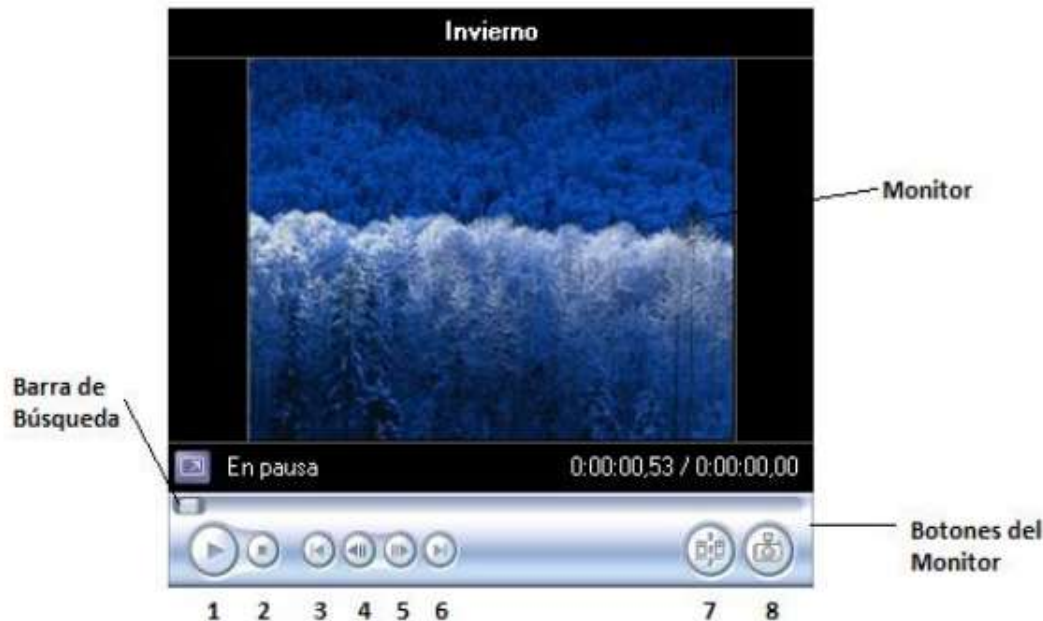 Invierno
Monitor
Barra de
Búsqueda
En pausa 0:00:00,53 / 0:00:00,00
Botones del
Monitor
1 2 3 4 5 6 7 8